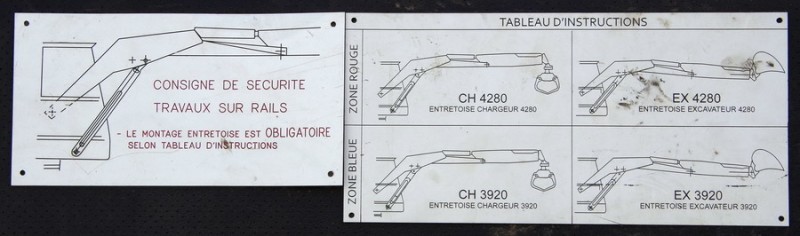 CONSIGNE DE SECURITE
TRAVAUX SUR RAILS
- LE MONTAGE ENTRETOISE EST OBLIGATOIRE
SELON TABLEAU D'INSTRUCTIONS
TABLEAU D'INSTRUCTIONS
ZONE ROUGE
CH 4280
ENTRETOISE CHARGEUR 4280
EX 4280
ENTRETOISE EXCAVATEUR 4280
ZONE BLEUE
CH 3920
ENTRETOISE CHARGEUR 3920
EX 3920
ENTRETOISE EXCAVATEUR 3920